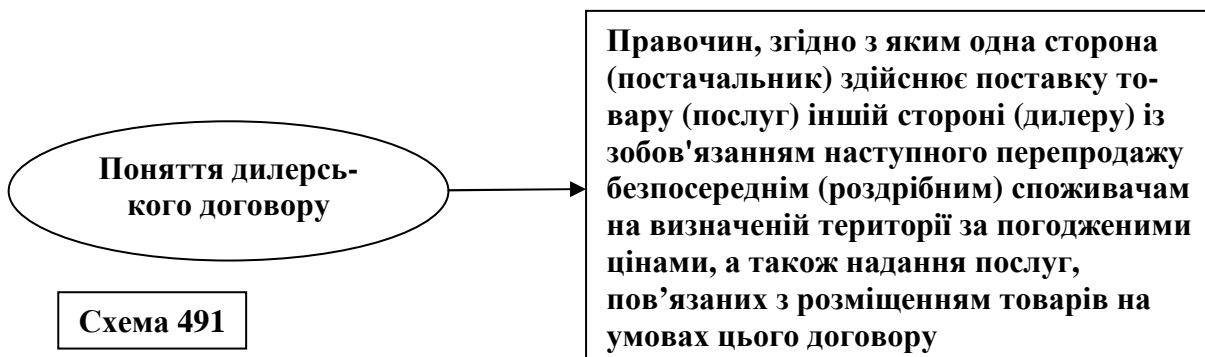 Поняття дилерсь-
кого договору
Схема 491
Правочин, згідно з яким одна сторона
(постачальник) здійснює поставку то-
вару (послуг) іншій стороні (дилеру) із
зобов'язанням наступного перепродажу
безпосереднім (роздрібним) споживачам
на визначеній території за погодженими
цінами, а також надання послуг,
пов’язаних з розміщенням товарів на
умовах цього договору